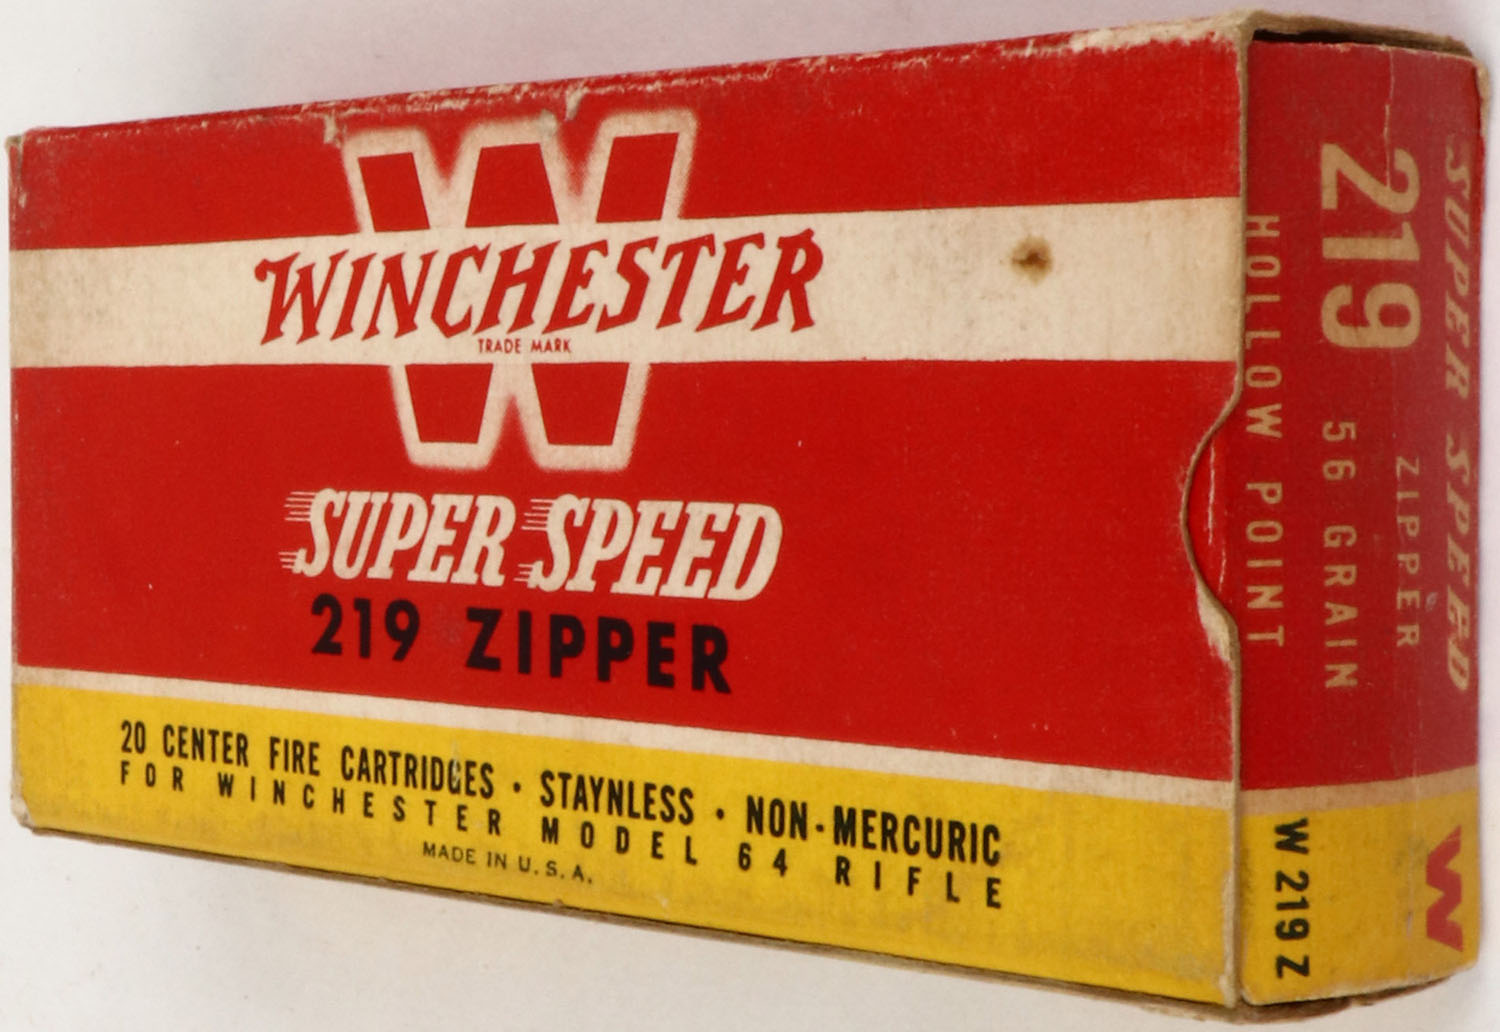 W
WINCHESTER
TRADE MARK
SUPER SPEED
219 ZIPPER
20 CENTER FIRE CARTRIDGES · STAYNLESS · NON-MERCURIC
FOR WINCHESTER MODEL 64 RIFLE
MADE IN U.S.A.
SUPER SPEED
219 ZIPPER
56 GRAIN
HOLLOW POINT
W
W 219 Z